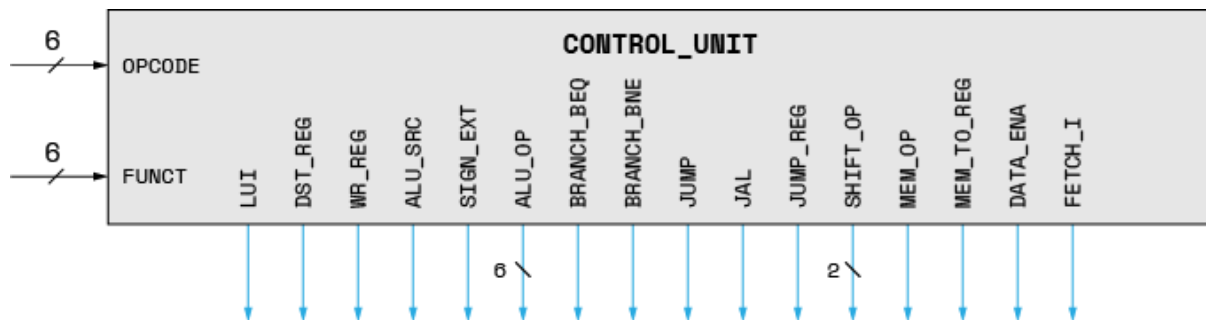 CONTROL_UNIT
6
OPCODE
6
FUNCT
LUI
DST_REG
WR_REG
ALU_SRC
SIGN_EXT
ALU_OP
BRANCH_BEQ
BRANCH_BNE
JUMP
JAL
JUMP_REG
SHIFT_OP
MEM_OP
MEM_TO_REG
DATA_ENA
FETCH_I
6
2